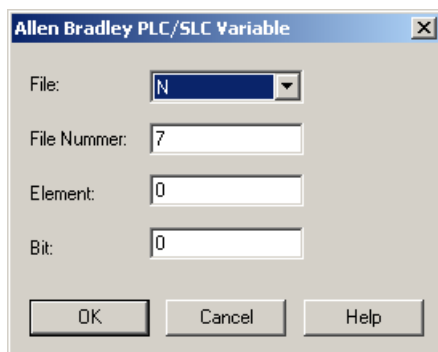 Allen Bradley PLC/SLC Variable
File: N
File Nummer: 7
Element: 0
Bit: 0
OK Cancel Help